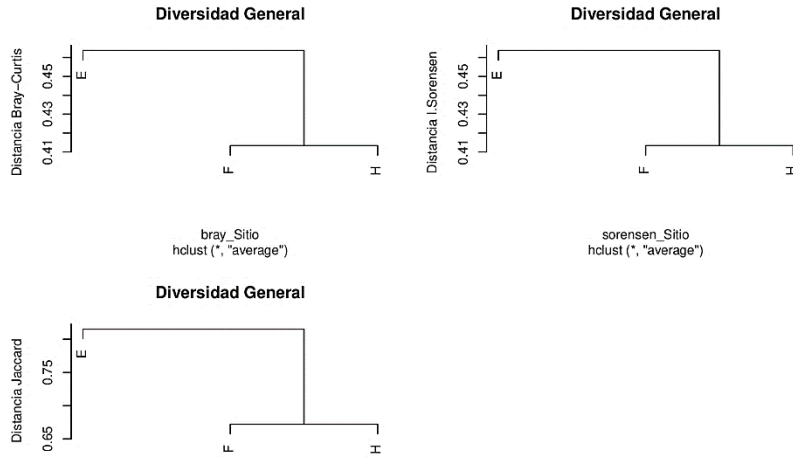 Diversidad General
Distancia Bray-Curtis
0.45
0.43
0.41
E
F
H
bray_Sitio
hclust (*, "average")
Diversidad General
Distancia I.Sorensen
0.45
0.43
0.41
E
F
H
sorensen_Sitio
hclust (*, "average")
Diversidad General
Distancia Jaccard
0.75
0.65
E
F
H